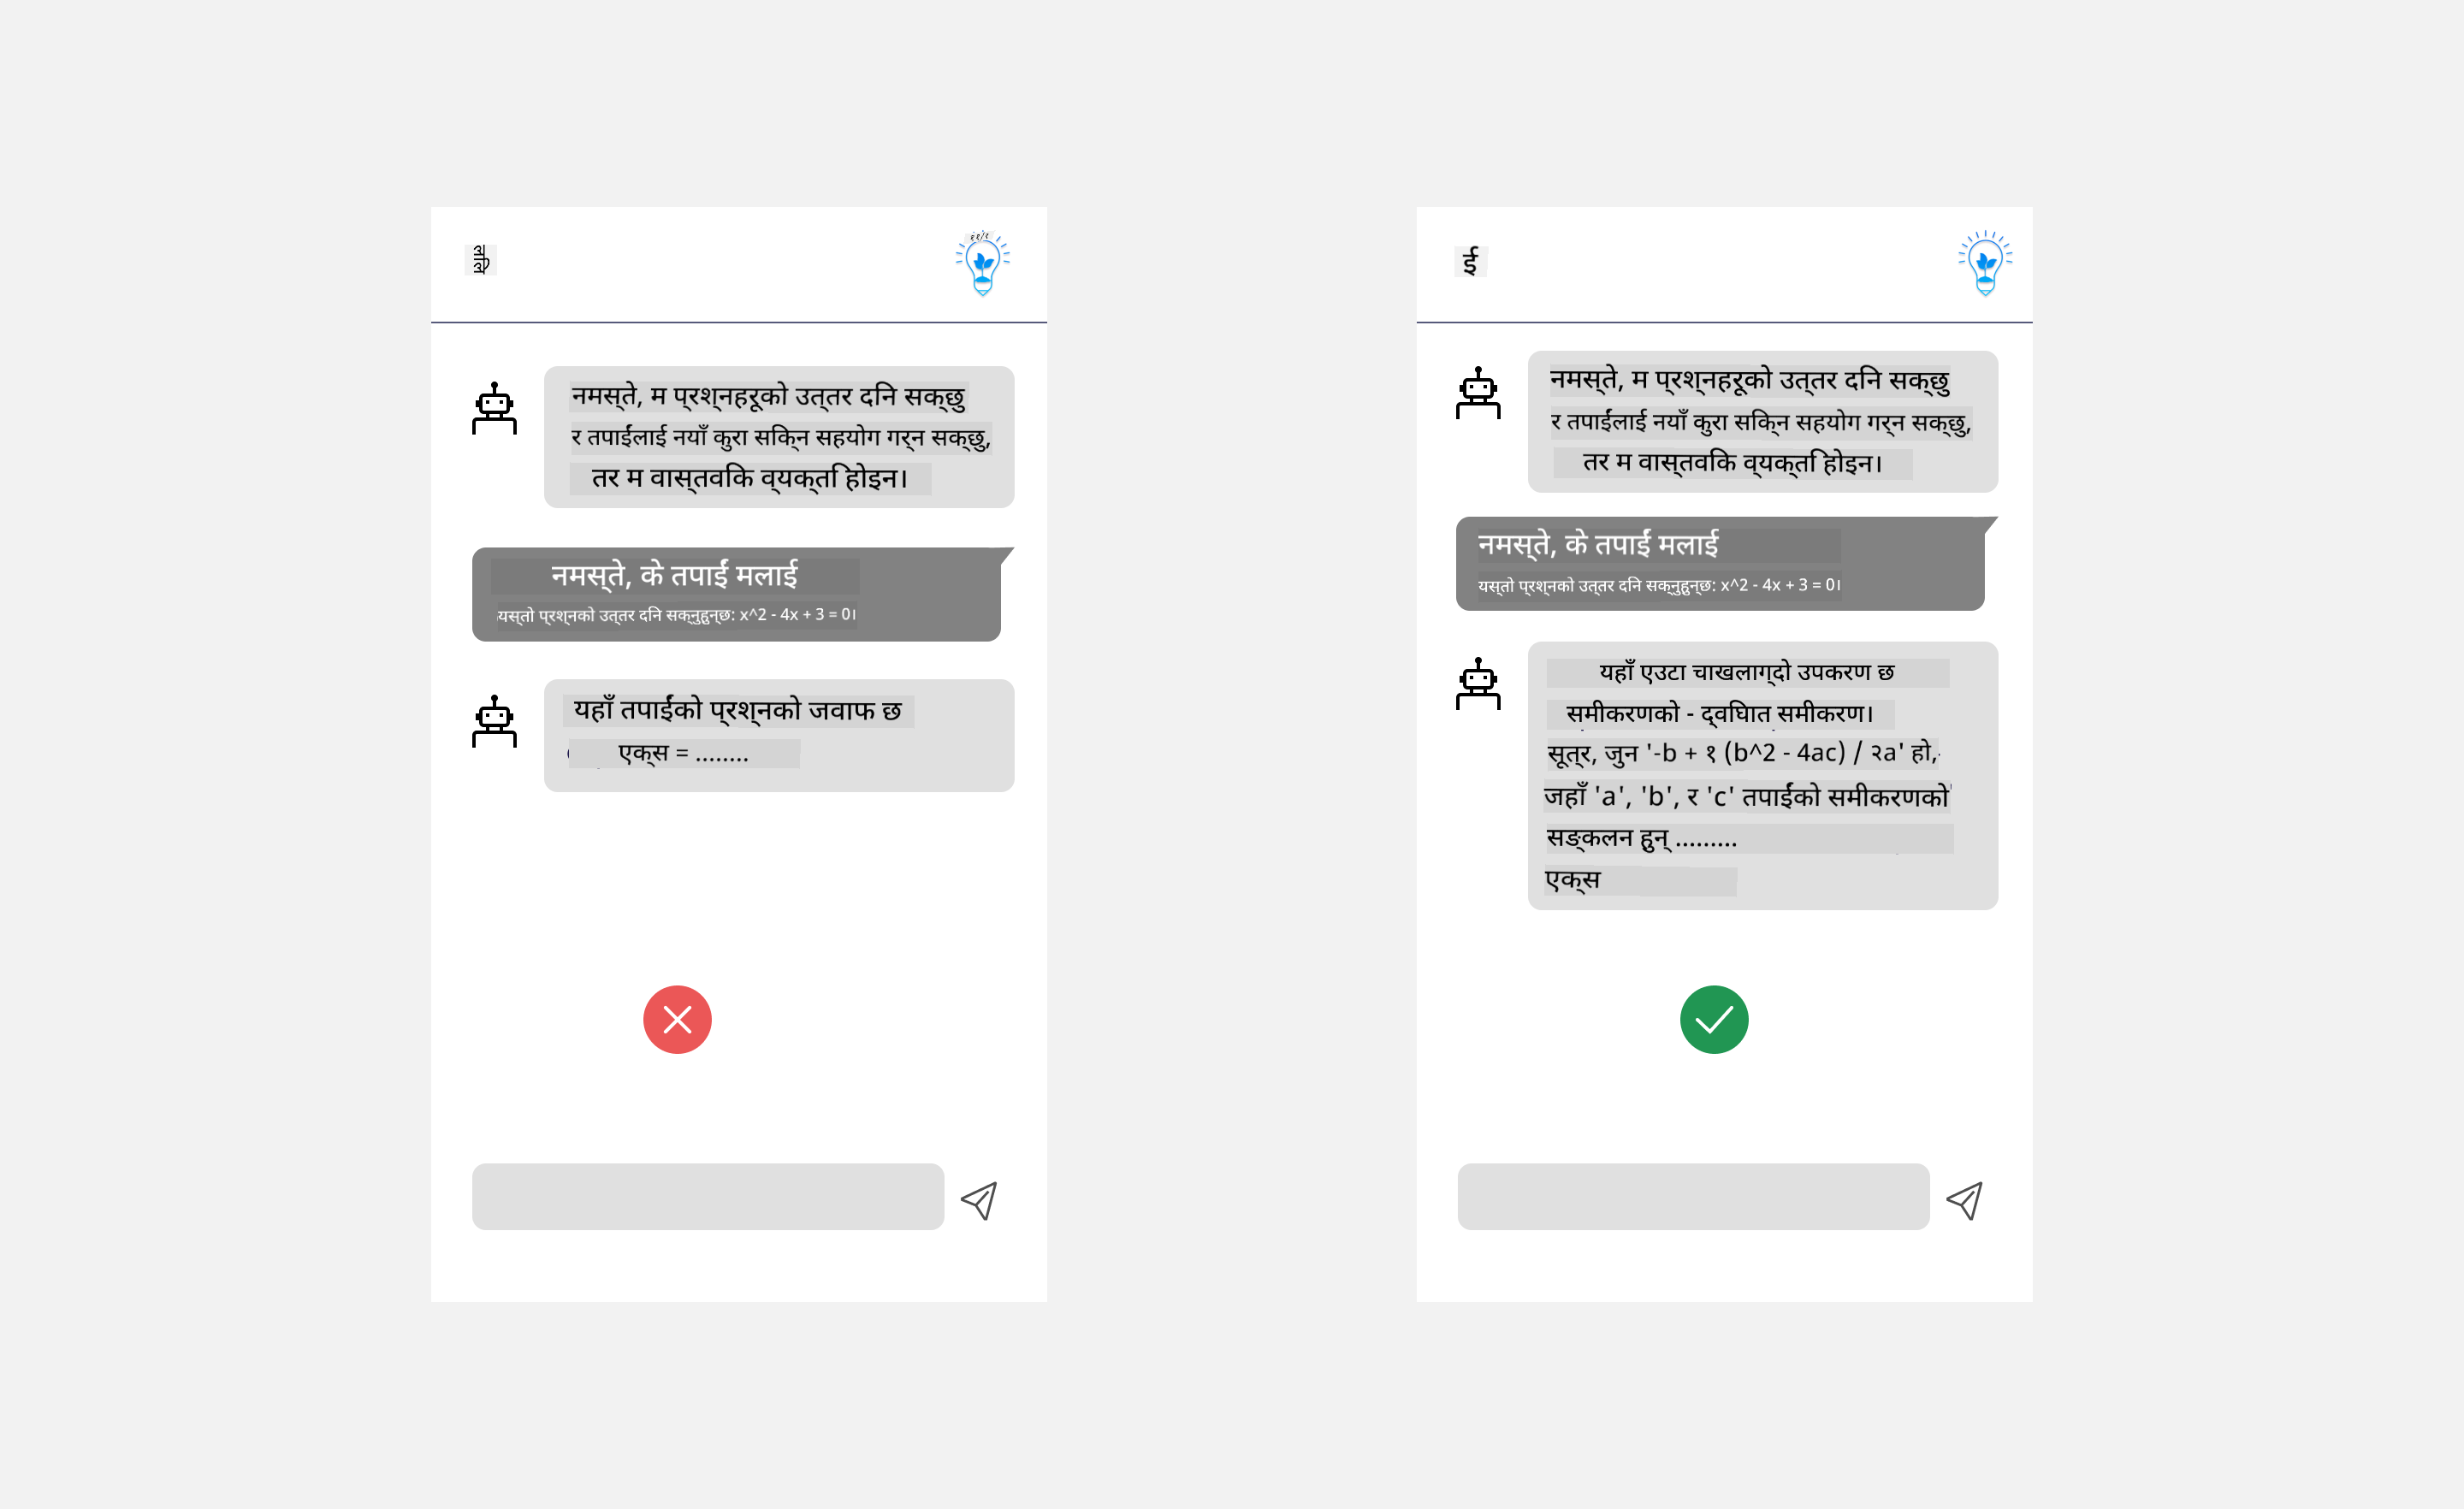 नमस्ते, म प्रश्नहरूको उत्तर दिन सक्छु
र तपाईंलाई नयाँ कुरा सिक्न सहयोग गर्न सक्छु,
तर म वास्तविक व्यक्ति होइन।
नमस्ते, के तपाईं मलाई
यस्तो प्रश्नको उत्तर दिन सक्नुहुन्छ: x^2 - 4x + 3 = 0।
यहाँ तपाईंको प्रश्नको जवाफ छ
एक्स = ........
ई
नमस्ते, म प्रश्नहरूको उत्तर दिन सक्छु
र तपाईंलाई नयाँ कुरा सिक्न सहयोग गर्न सक्छु,
तर म वास्तविक व्यक्ति होइन।
नमस्ते, के तपाईं मलाई
यस्तो प्रश्नको उत्तर दिन सक्नुहुन्छ: x^2 - 4x + 3 = 0।
यहाँ एउटा चाखलाग्दो उपकरण छ
समीकरणको - द्विघात समीकरण।
सूत्र, जुन '-b + १ (b^2 - 4ac) / २a' हो,
जहाँ 'a', 'b', र 'c' तपाईंको समीकरणको
सङ्कलन हुन् .........
एक्स